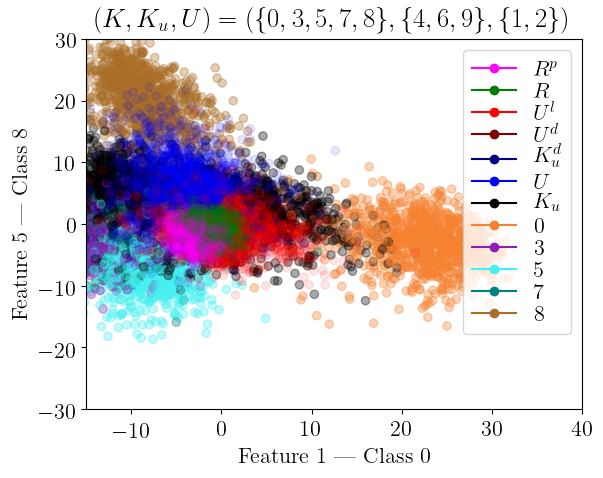 (K, K_u, U) = ({0, 3, 5, 7, 8}, {4, 6, 9}, {1, 2})
30
20
10
0
−10
−20
−30
Feature 5 — Class 8
R^p
R
U^l
U^d
K_u^d
U
K_u
0
3
5
7
8
−10
0
10
20
30
40
Feature 1 — Class 0